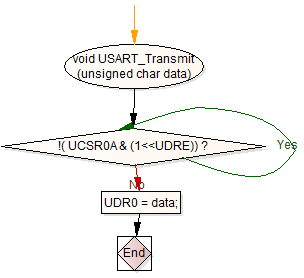 void USART_Transmit
(unsigned char data)
!( UCSR0A & (1<<UDRE)) ?
Yes
No
UDR0 = data;
End